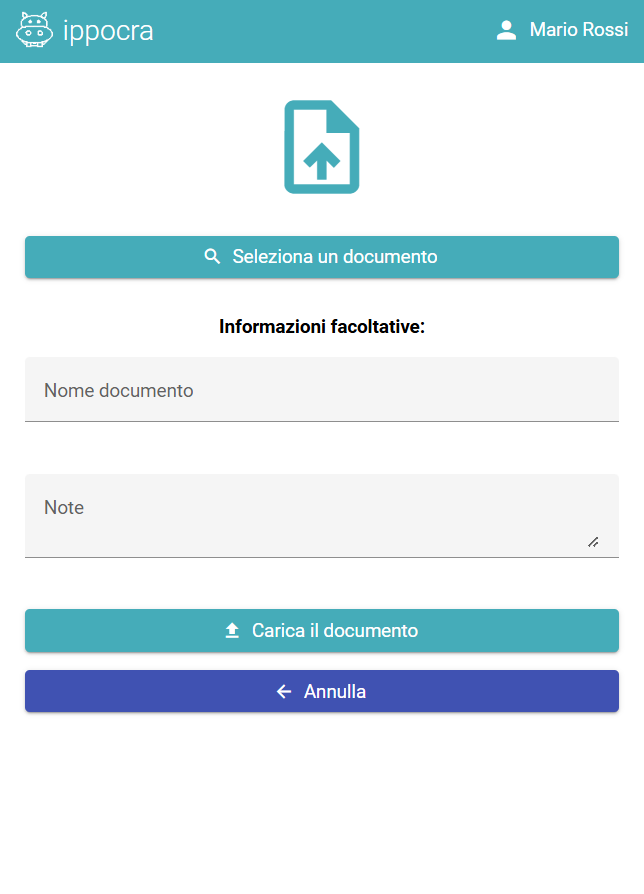 ippocra
Mario Rossi
Seleziona un documento
Informazioni facoltative:
Nome documento
Note
Carica il documento
Annulla